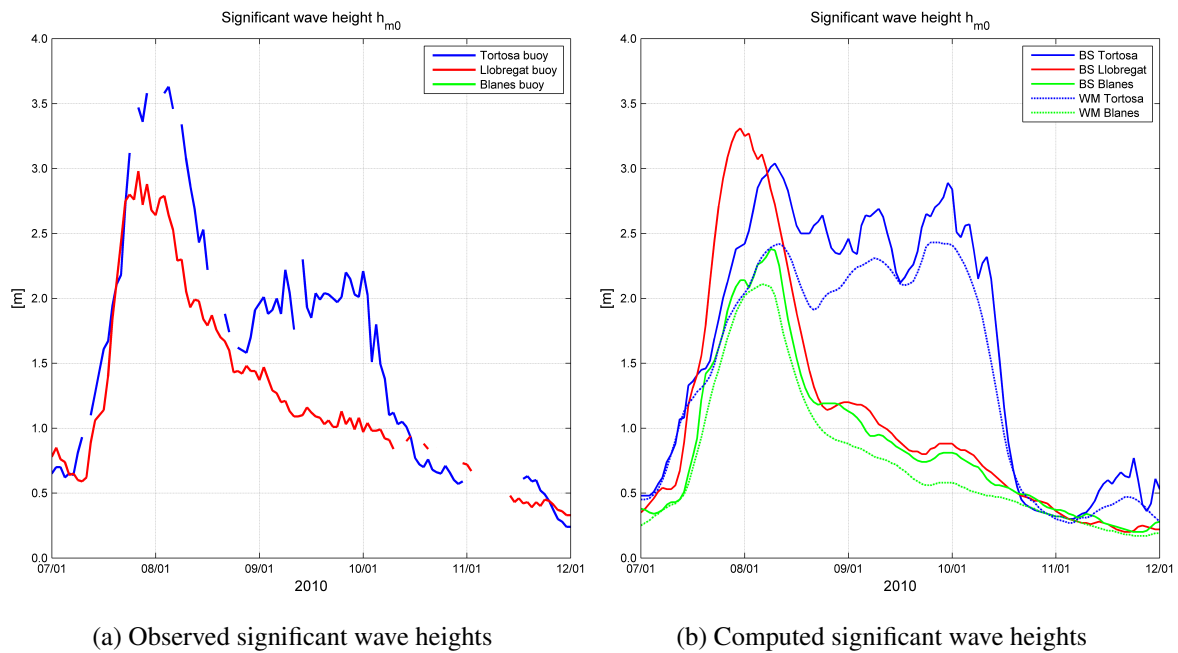 Significant wave height h_m0
4.0
3.5
3.0
2.5
2.0
1.5
1.0
0.5
0.0
[m]
Tortosa buoy
Llobregat buoy
Blanes buoy
07/01 08/01 09/01 10/01 11/01 12/01
2010
(a) Observed significant wave heights
Significant wave height h_m0
4.0
3.5
3.0
2.5
2.0
1.5
1.0
0.5
0.0
[m]
BS Tortosa
BS Llobregat
BS Blanes
WM Tortosa
WM Blanes
07/01 08/01 09/01 10/01 11/01 12/01
2010
(b) Computed significant wave heights